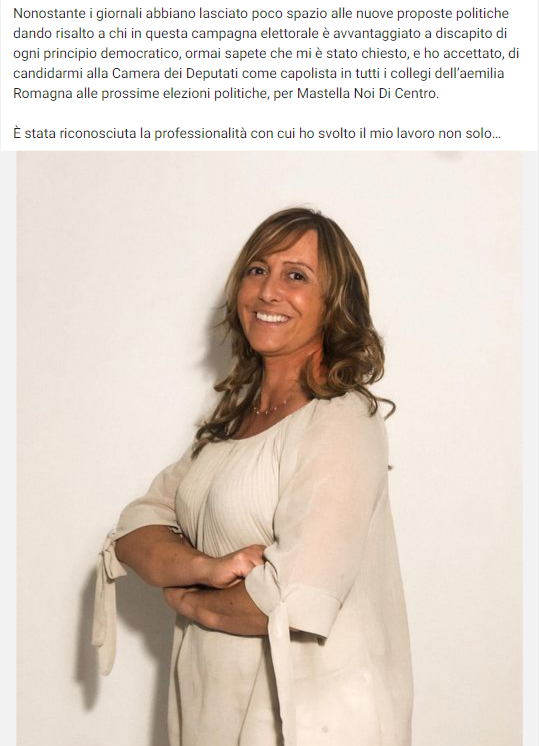 Nonostante i giornali abbiano lasciato poco spazio alle nuove proposte politiche
dando risalto a chi in questa campagna elettorale è avvantaggiato a discapito di
ogni principio democratico, ormai sapete che mi è stato chiesto, e ho accettato, di
candidarmi alla Camera dei Deputati come capolista in tutti i collegi dell'aemilia
Romagna alle prossime elezioni politiche, per Mastella Noi Di Centro.
È stata riconosciuta la professionalità con cui ho svolto il mio lavoro non solo…